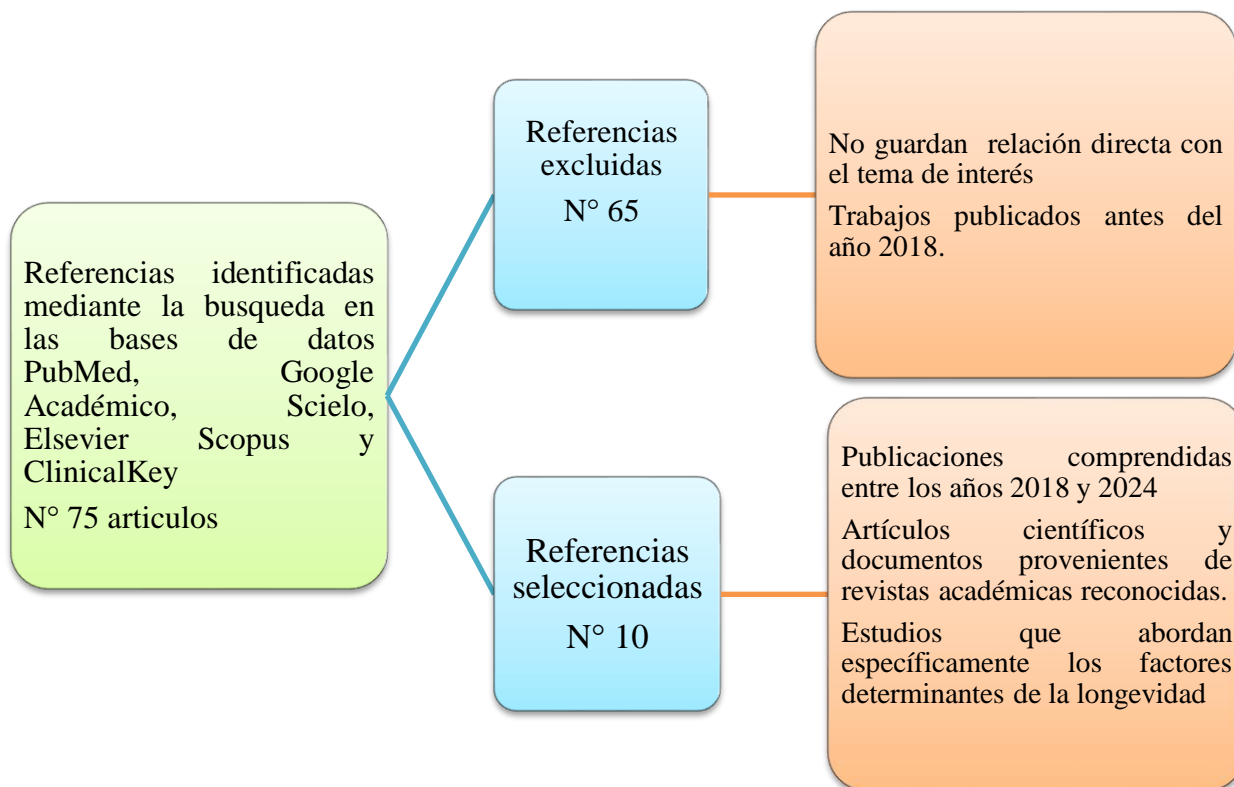 Referencias identificadas
mediante la busqueda en
las bases de datos
PubMed, Google
Académico, Scielo,
Elsevier Scopus y
ClinicalKey
N° 75 articulos
Referencias
excluidas
N° 65
No guardan relación directa con
el tema de interés
Trabajos publicados antes del
año 2018.
Referencias
seleccionadas
N° 10
Publicaciones comprendidas
entre los años 2018 y 2024
Artículos científicos y
documentos provenientes de
revistas académicas reconocidas.
Estudios que abordan
específicamente los factores
determinantes de la longevidad